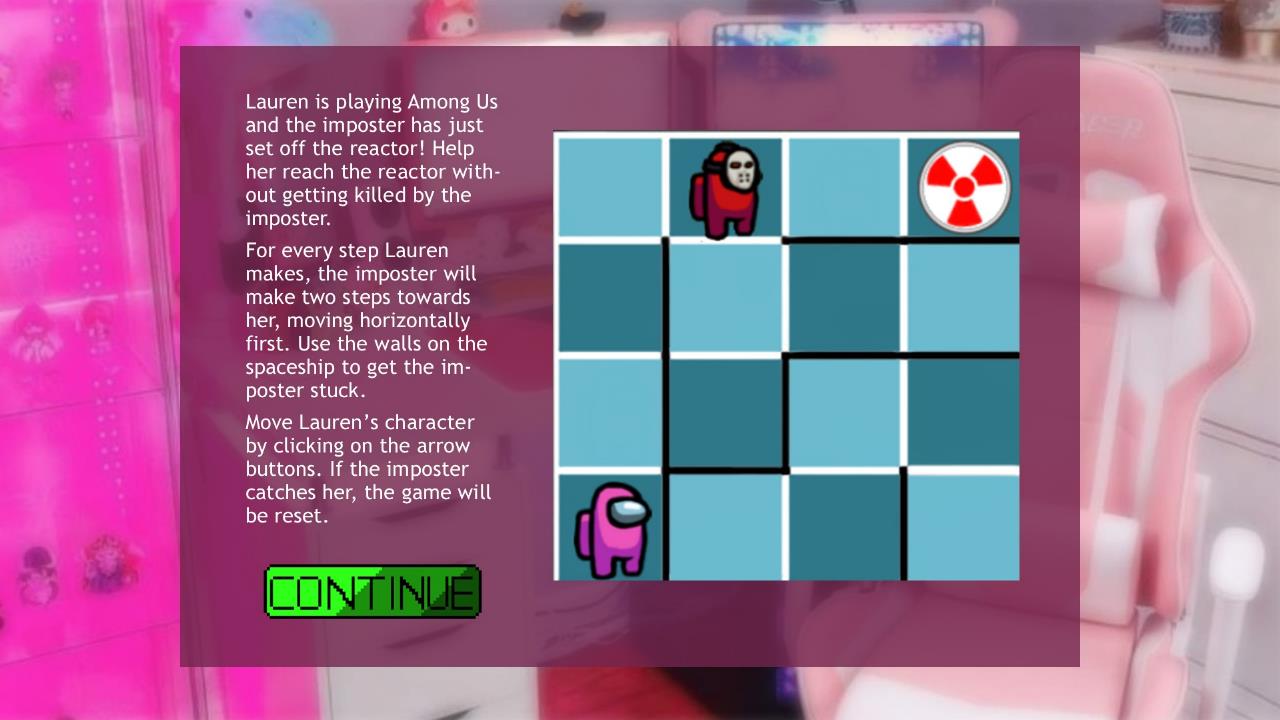 Lauren is playing Among Us
and the imposter has just
set off the reactor! Help
her reach the reactor with-
out getting killed by the
imposter.
For every step Lauren
makes, the imposter will
make two steps towards
her, moving horizontally
first. Use the walls on the
spaceship to get the im-
poster stuck.
Move Lauren’s character
by clicking on the arrow
buttons. If the imposter
catches her, the game will
be reset.
CONTINUE